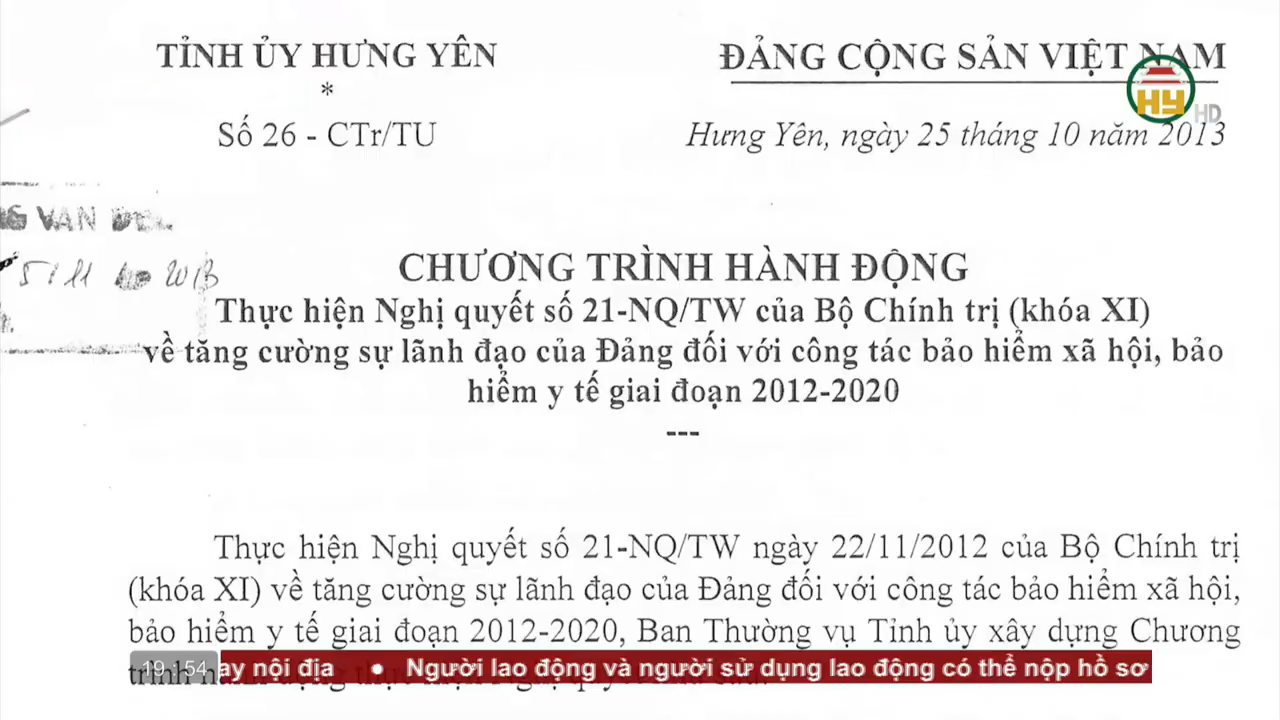 TỈNH ỦY HƯNG YÊN
*
Số 26 - CTr/TU
ĐẢNG CỘNG SẢN VIỆT NAM
Hưng Yên, ngày 25 tháng 10 năm 2013
HY HD
VAN
2013
CHƯƠNG TRÌNH HÀNH ĐỘNG
Thực hiện Nghị quyết số 21-NQ/TW của Bộ Chính trị (khóa XI)
về tăng cường sự lãnh đạo của Đảng đối với công tác bảo hiểm xã hội, bảo
hiểm y tế giai đoạn 2012-2020
---
Thực hiện Nghị quyết số 21-NQ/TW ngày 22/11/2012 của Bộ Chính trị
(khóa XI) về tăng cường sự lãnh đạo của Đảng đối với công tác bảo hiểm xã hội,
bảo hiểm y tế giai đoạn 2012-2020, Ban Thường vụ Tỉnh ủy xây dựng Chương
19:54 ay nội địa • Người lao động và người sử dụng lao động có thể nộp hồ sơ